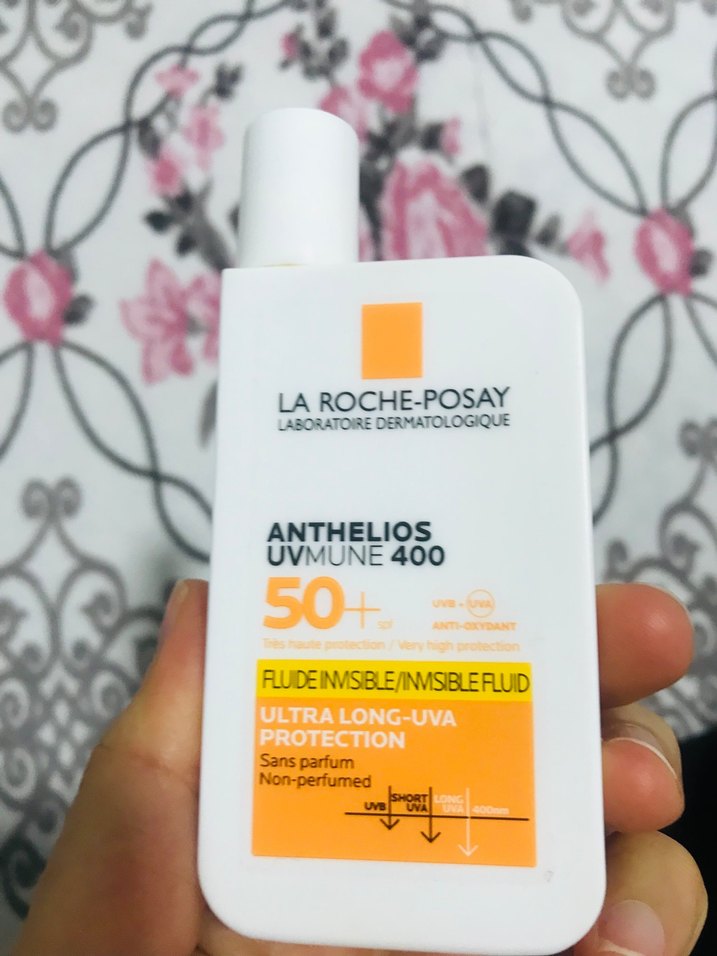 LA ROCHE-POSAY
LABORATOIRE DERMATOLOGIQUE
ANTHELIOS
UVMUNE 400
50+ spf
UVB + UVA
ANTI-OXYDANT
Très haute protection / Very high protection
FLUIDE INVISIBLE/INVISIBLE FLUID
ULTRA LONG-UVA
PROTECTION
Sans parfum
Non-perfumed
UVB
SHORT
UVA
LONG
UVA
400nm